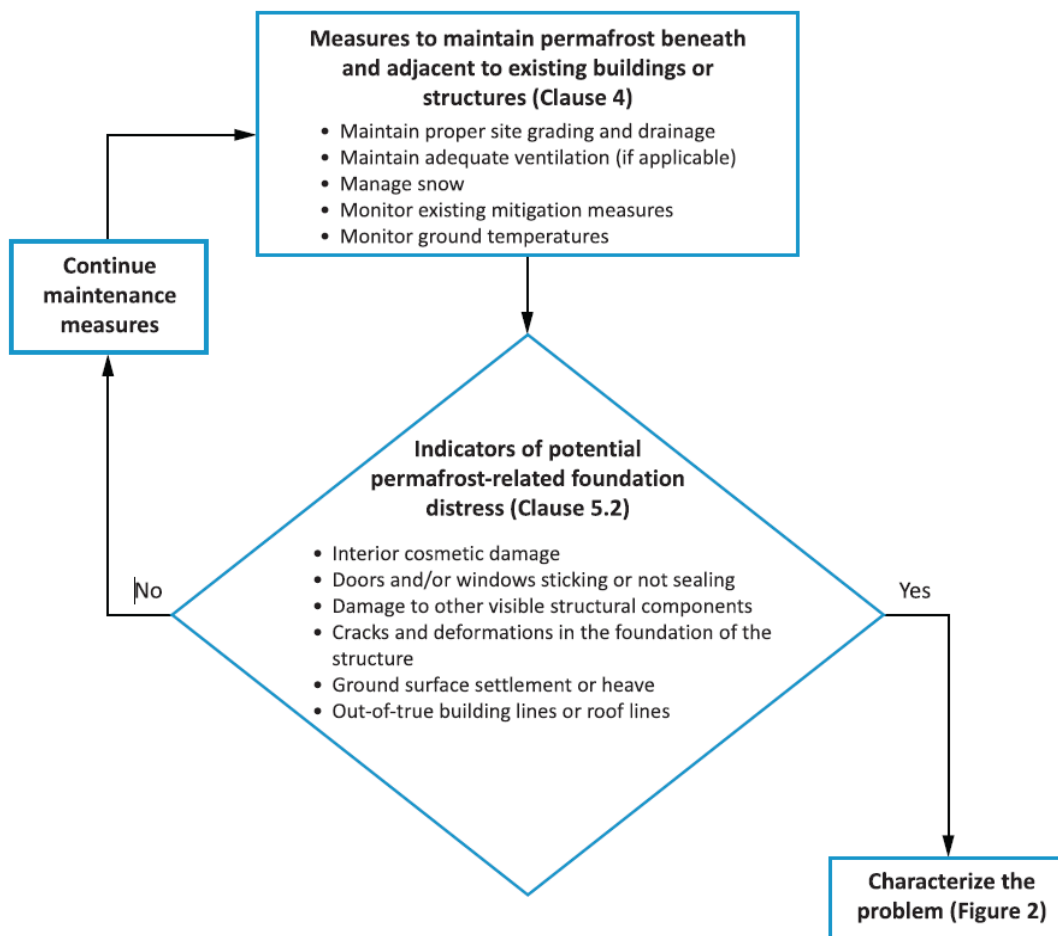 Measures to maintain permafrost beneath
and adjacent to existing buildings or
structures (Clause 4)
• Maintain proper site grading and drainage
• Maintain adequate ventilation (if applicable)
• Manage snow
• Monitor existing mitigation measures
• Monitor ground temperatures
Continue
maintenance
measures
Indicators of potential
permafrost-related foundation
distress (Clause 5.2)
• Interior cosmetic damage
• Doors and/or windows sticking or not sealing
• Damage to other visible structural components
• Cracks and deformations in the foundation of the
structure
• Ground surface settlement or heave
• Out-of-true building lines or roof lines
No
Yes
Characterize the
problem (Figure 2)